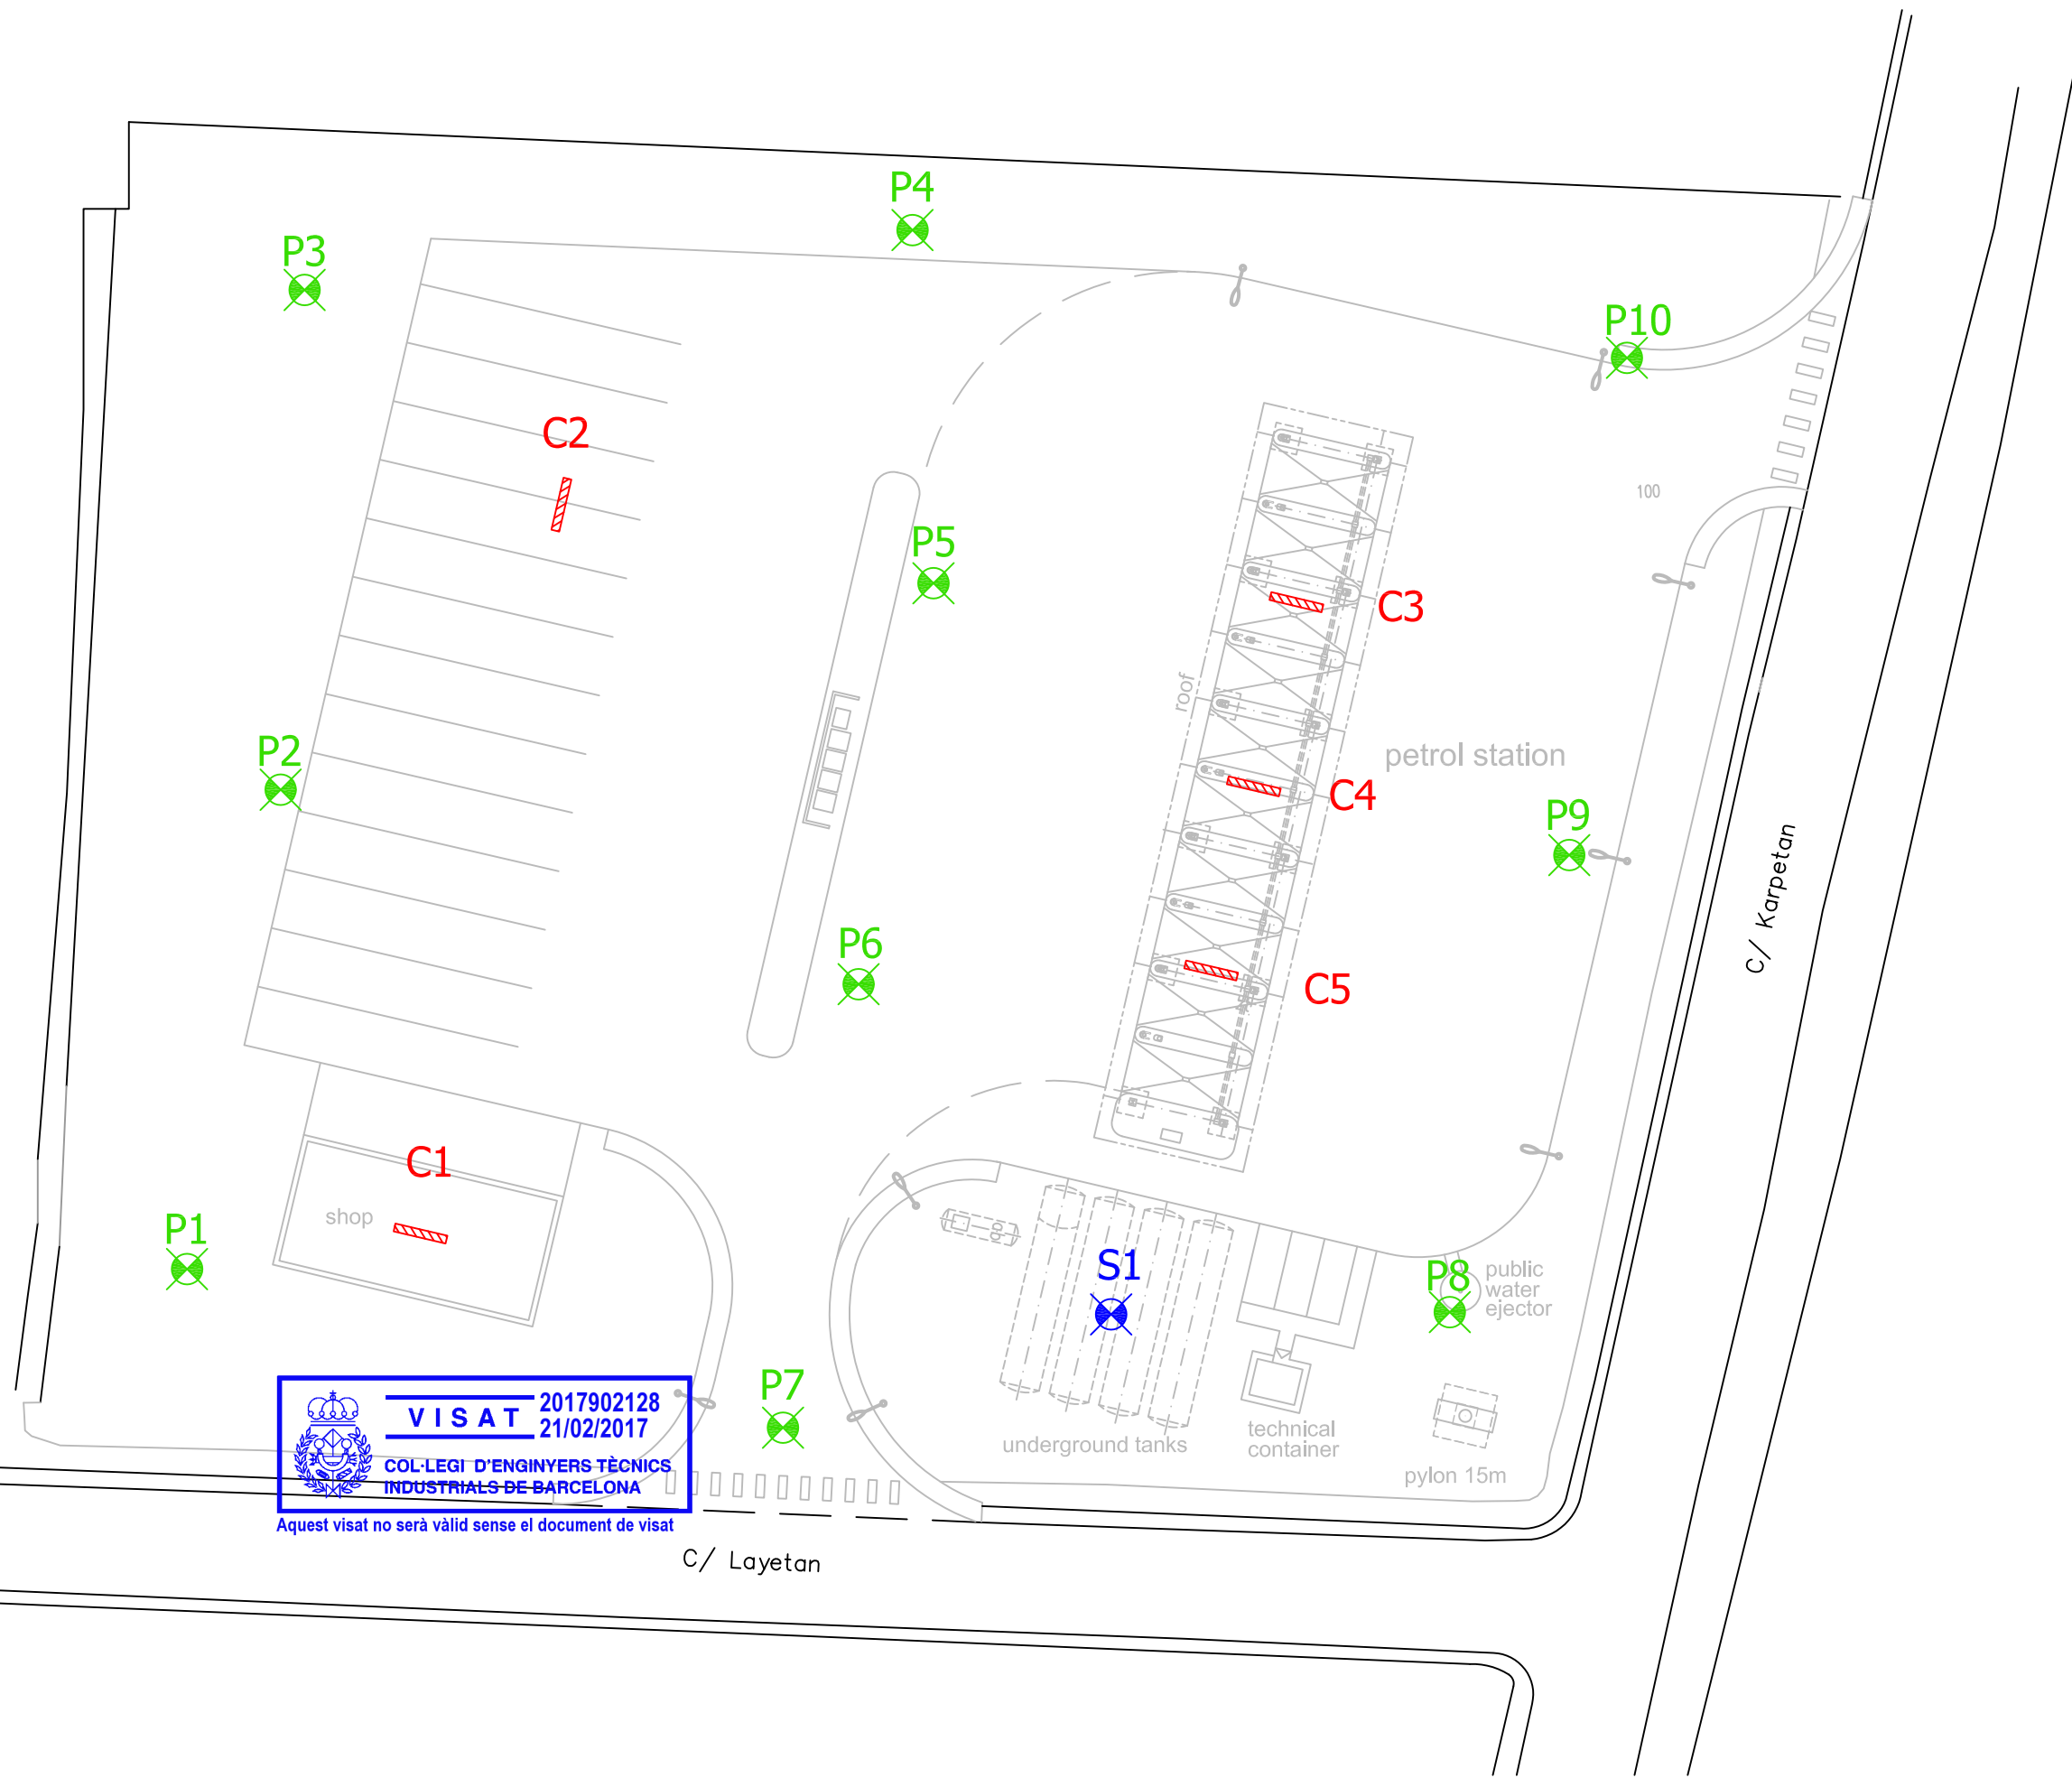 P4
P3
P10
C2
100
P5
C3
roof
P2
petrol station
C4
P9
C/ Karpetan
P6
C5
C1
shop
P1
S1
P8
public
water
ejector
P7
VISAT
2017902128
21/02/2017
COL·LEGI D'ENGINYERS TÈCNICS
INDUSTRIALS DE BARCELONA
Aquest visat no serà vàlid sense el document de visat
underground tanks
technical
container
pylon 15m
C/ Layetan